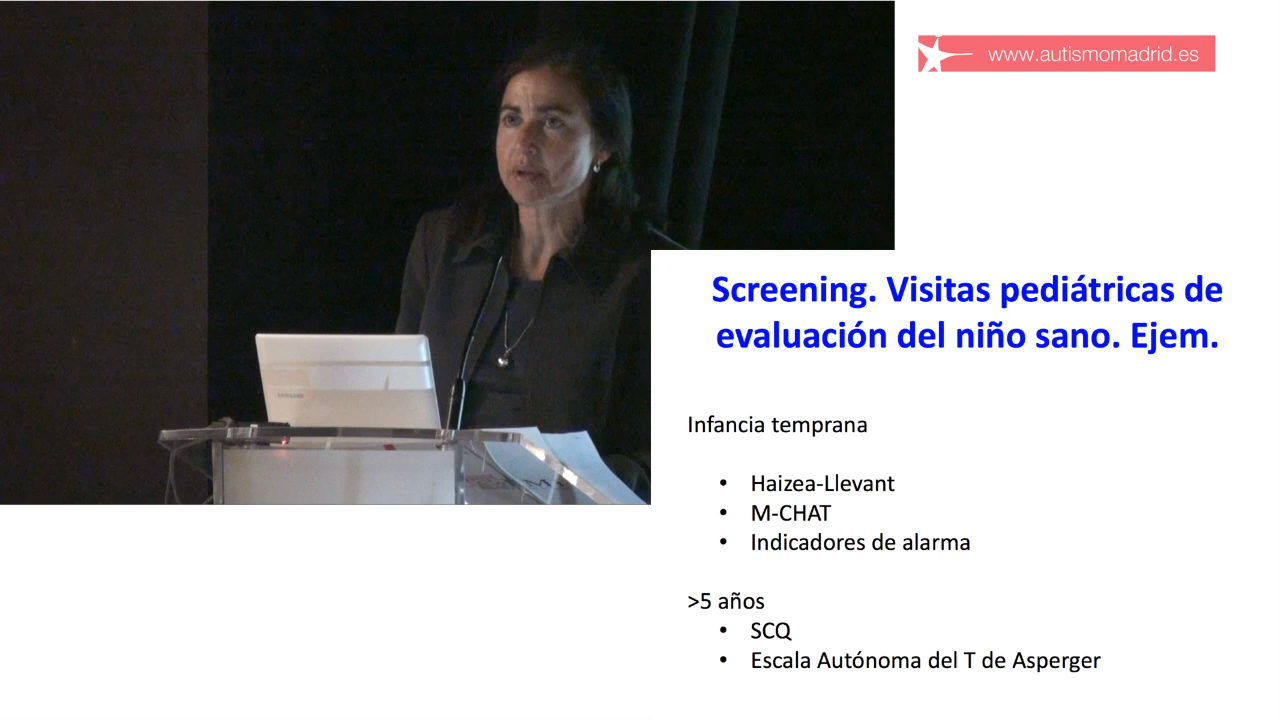 www.autismomadrid.es
Screening. Visitas pediátricas de
evaluación del niño sano. Ejem.
Infancia temprana
• Haizea-Llevant
• M-CHAT
• Indicadores de alarma
>5 años
• SCQ
• Escala Autónoma del T de Asperger
SAMSUNG